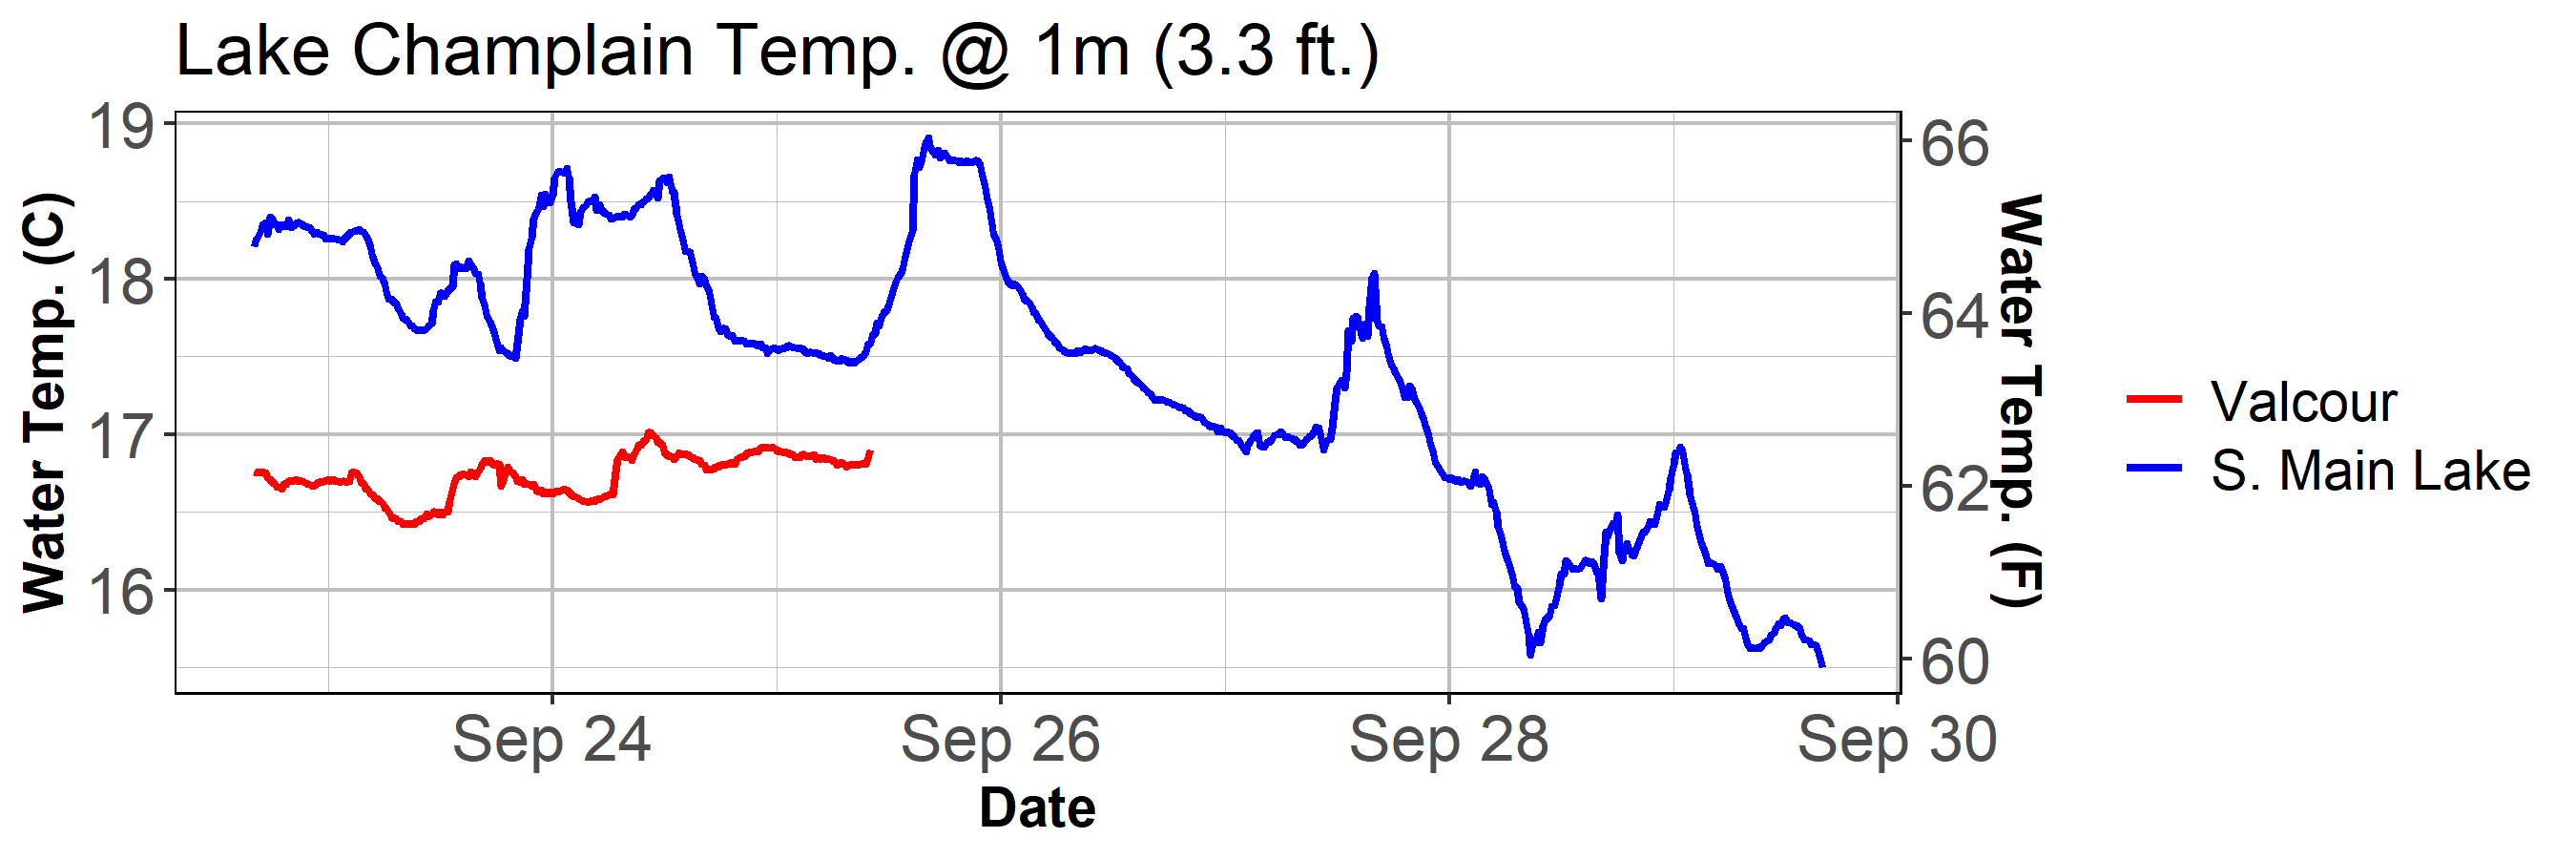 Lake Champlain Temp. @ 1m (3.3 ft.)
Water Temp. (C)
19
18
17
16
66
64
62
60
Water Temp. (F)
Sep 24
Sep 26
Sep 28
Sep 30
Date
Valcour
S. Main Lake